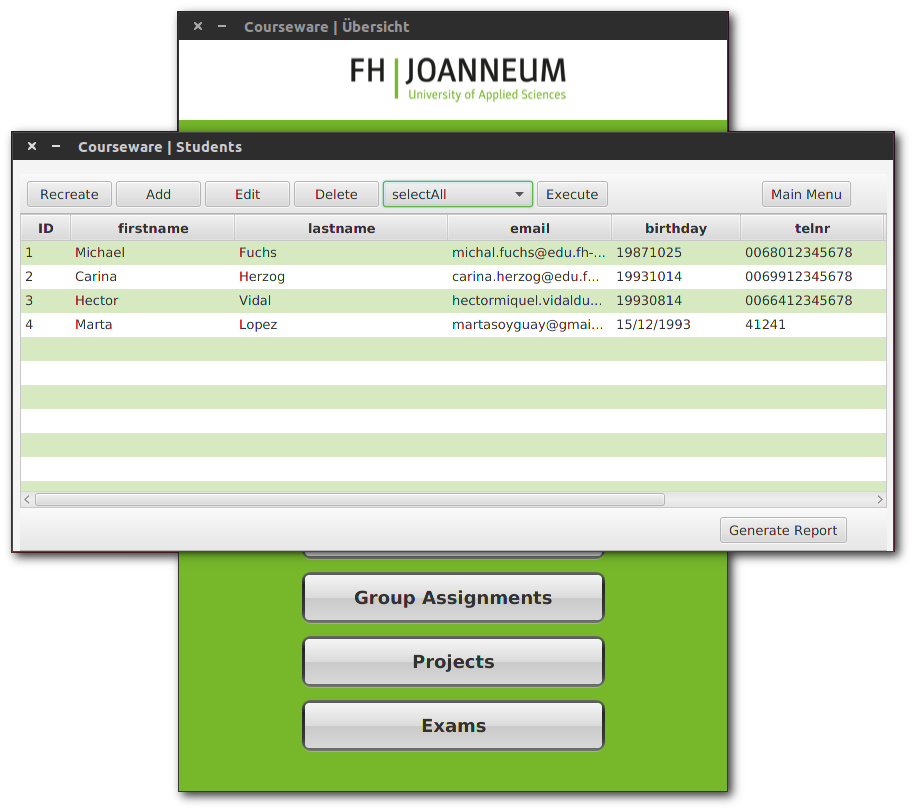 Courseware | Übersicht
FH JOANNEUM
University of Applied Sciences
Courseware | Students
Recreate Add Edit Delete selectAll Execute Main Menu
ID firstname lastname email birthday telnr
1 Michael Fuchs michal.fuchs@edu.fh-... 19871025 0068012345678
2 Carina Herzog carina.herzog@edu.f... 19931014 0069912345678
3 Hector Vidal hectormiquel.vidaldu... 19930814 0066412345678
4 Marta Lopez martasoyguay@gmai... 15/12/1993 41241
Generate Report
Group Assignments
Projects
Exams